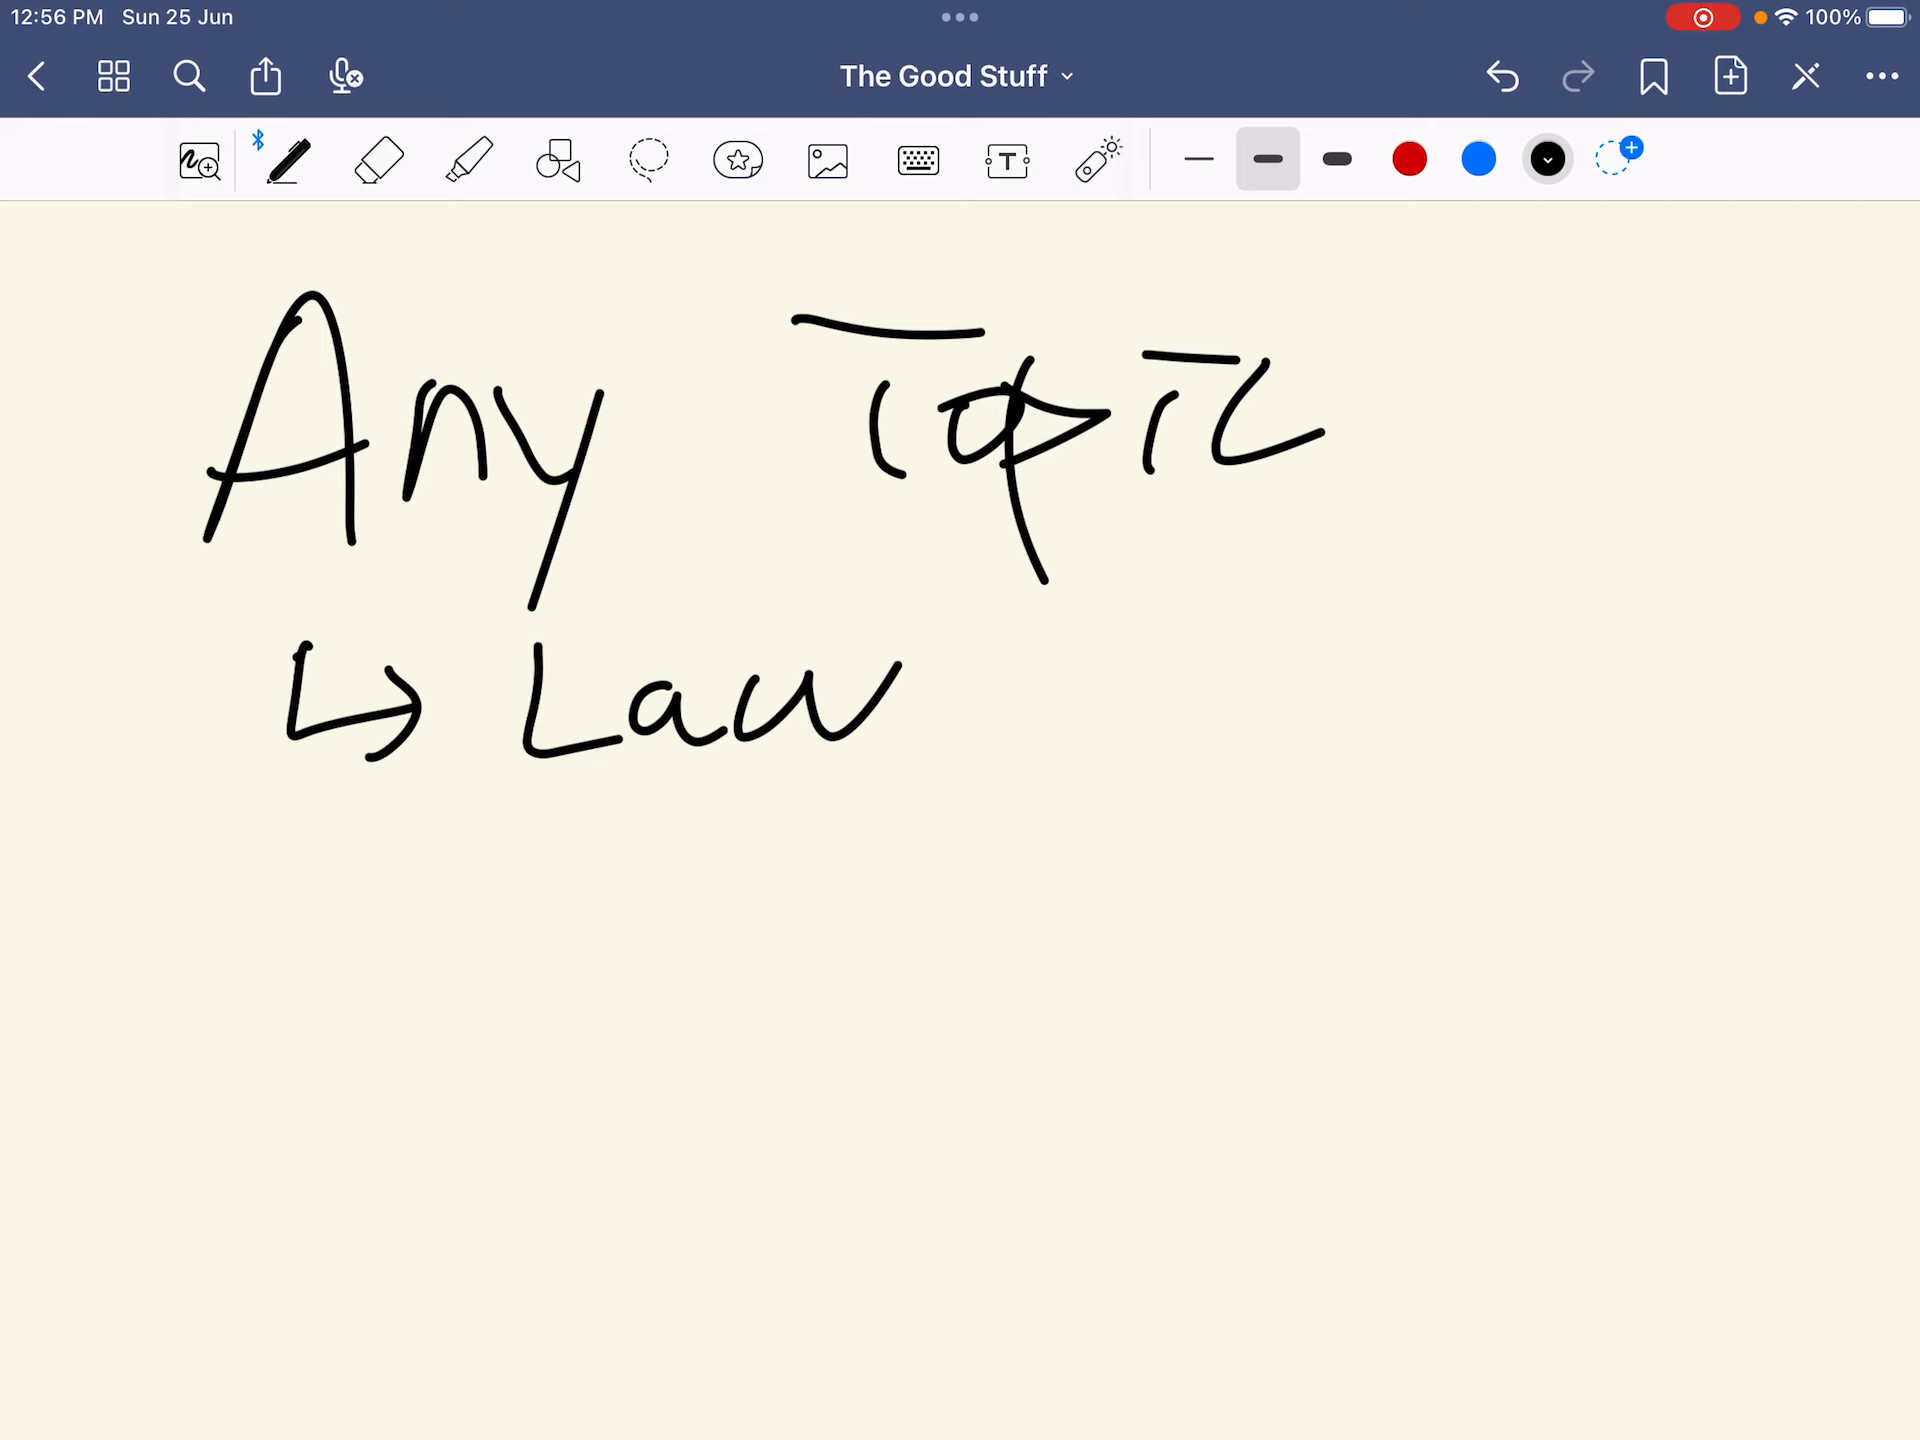 12:56 PM Sun 25 Jun
100%
The Good Stuff
T
Any Topic
↳ Law